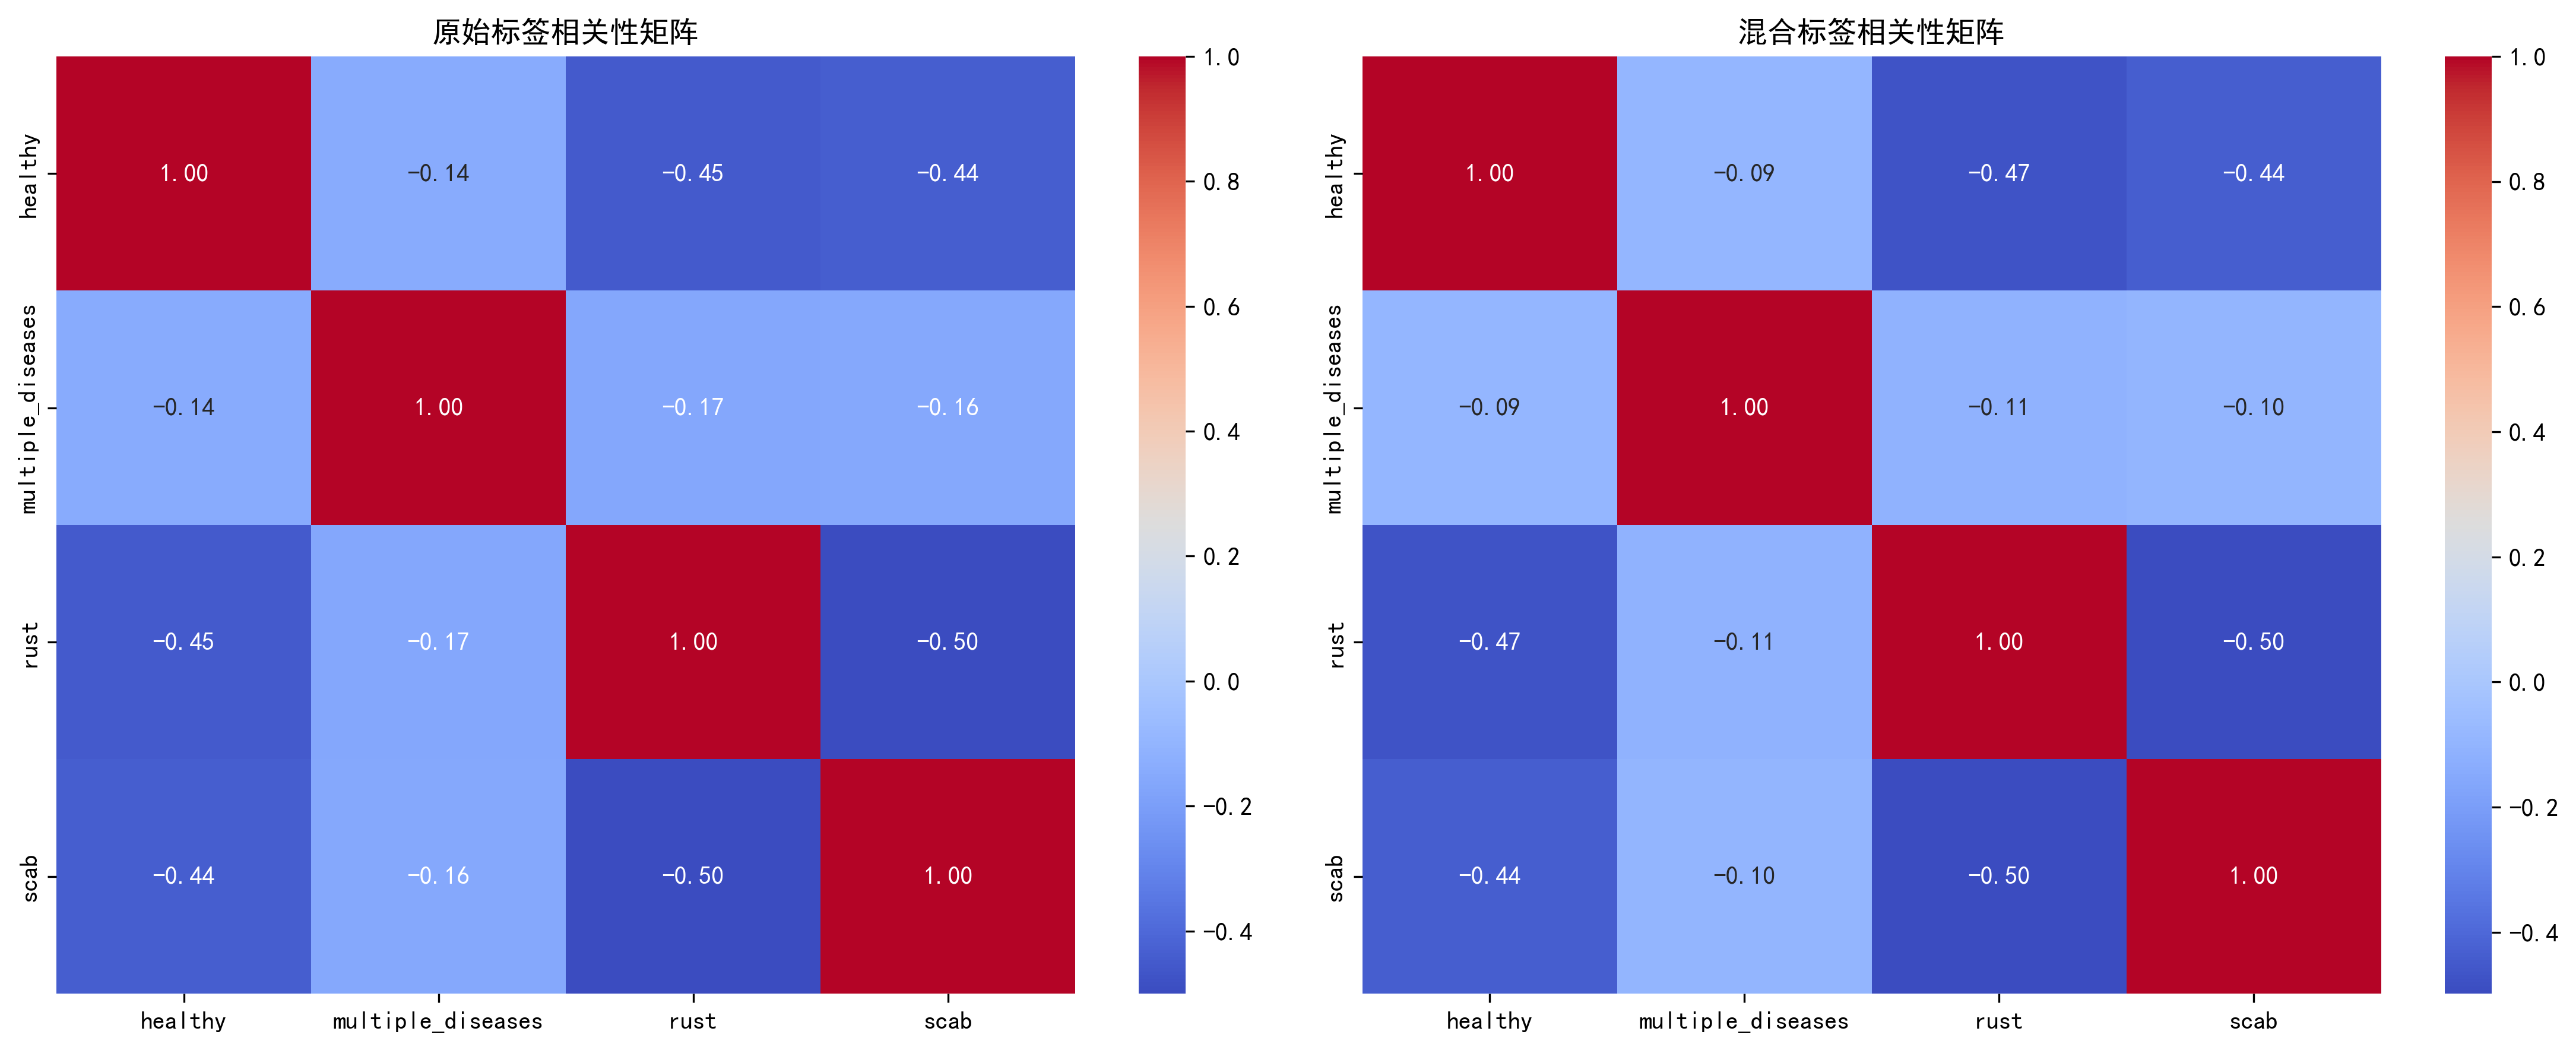 原始标签相关性矩阵
healthy
multiple_diseases
rust
scab
1.00 −0.14 −0.45 −0.44
−0.14 1.00 −0.17 −0.16
−0.45 −0.17 1.00 −0.50
−0.44 −0.16 −0.50 1.00
healthy multiple_diseases rust scab
1.0
0.8
0.6
0.4
0.2
0.0
−0.2
−0.4
混合标签相关性矩阵
healthy
multiple_diseases
rust
scab
1.00 −0.09 −0.47 −0.44
−0.09 1.00 −0.11 −0.10
−0.47 −0.11 1.00 −0.50
−0.44 −0.10 −0.50 1.00
healthy multiple_diseases rust scab
1.0
0.8
0.6
0.4
0.2
0.0
−0.2
−0.4